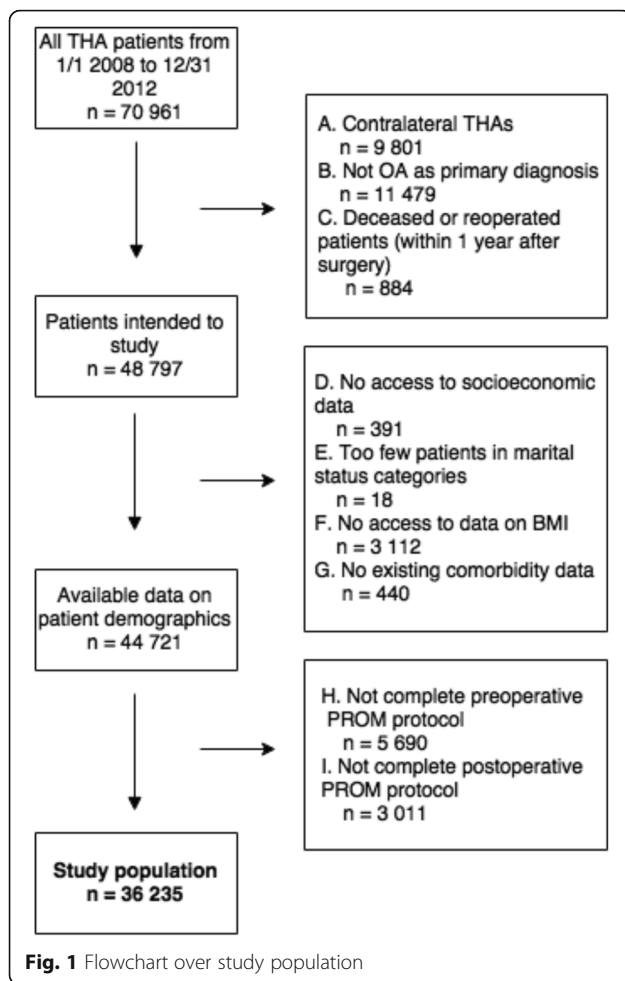 All THA patients from
1/1 2008 to 12/31
2012
n = 70 961
A. Contralateral THAs
n = 9 801
B. Not OA as primary diagnosis
n = 11 479
C. Deceased or reoperated
patients (within 1 year after
surgery)
n = 884
Patients intended to
study
n = 48 797
D. No access to socioeconomic
data
n = 391
E. Too few patients in marital
status categories
n = 18
F. No access to data on BMI
n = 3 112
G. No existing comorbidity data
n = 440
Available data on
patient demographics
n = 44 721
H. Not complete preoperative
PROM protocol
n = 5 690
I. Not complete postoperative
PROM protocol
n = 3 011
Study population
n = 36 235
Fig. 1 Flowchart over study population